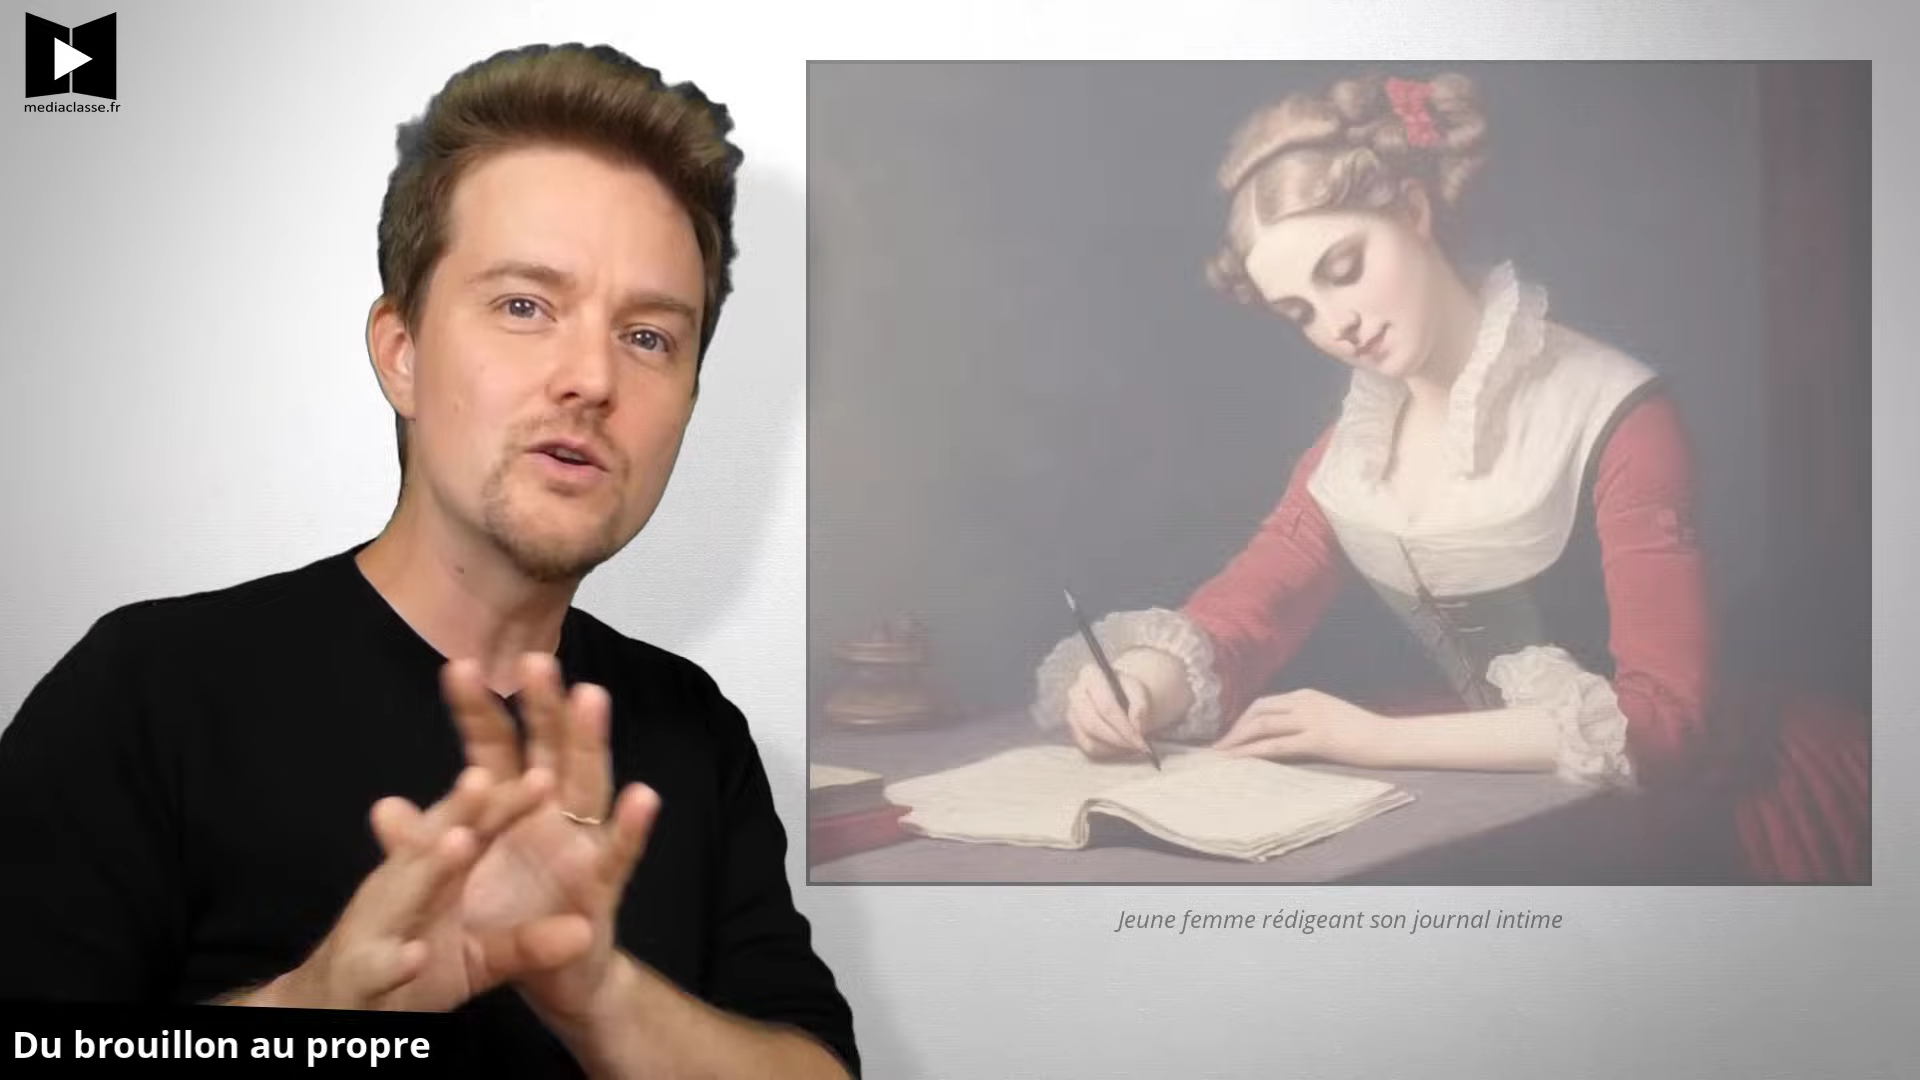 mediaclasse.fr
Jeune femme rédigeant son journal intime
Du brouillon au propre